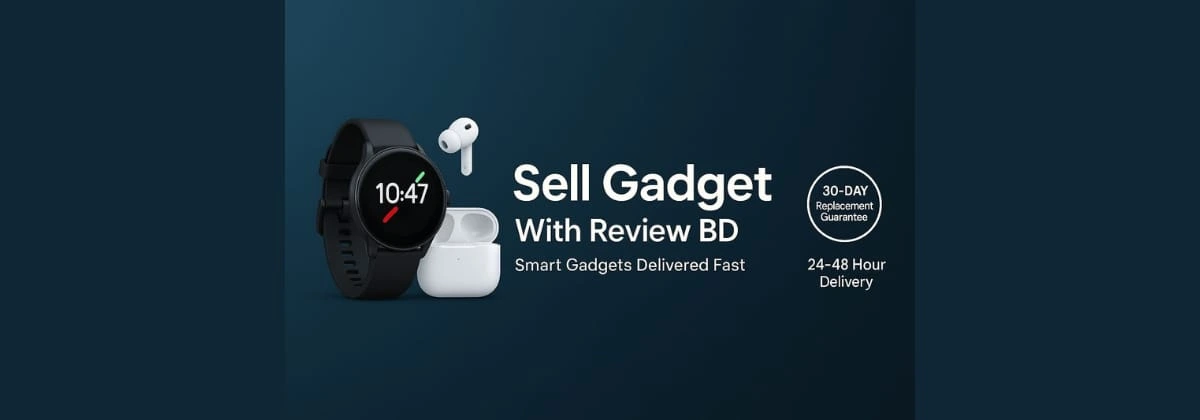 10:47
Sell Gadget
With Review BD
Smart Gadgets Delivered Fast
30-DAY
Replacement
Guarantee
24-48 Hour
Delivery